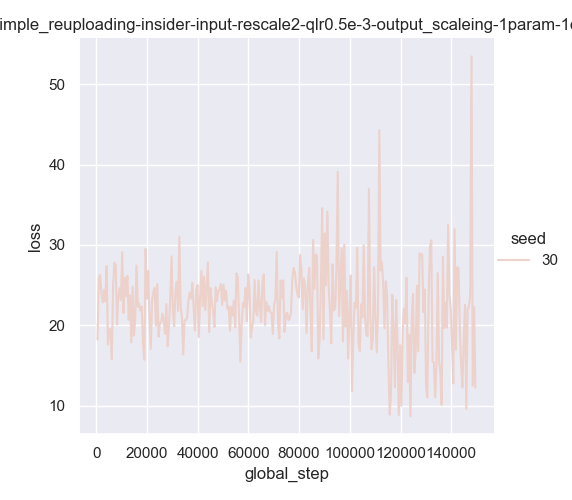 imple_reuploading-insider-input-rescale2-qlr0.5e-3-output_scaleing-1param-1
50
40
30
20
10
loss
seed
30
0 20000 40000 60000 80000 100000 120000 140000
global_step